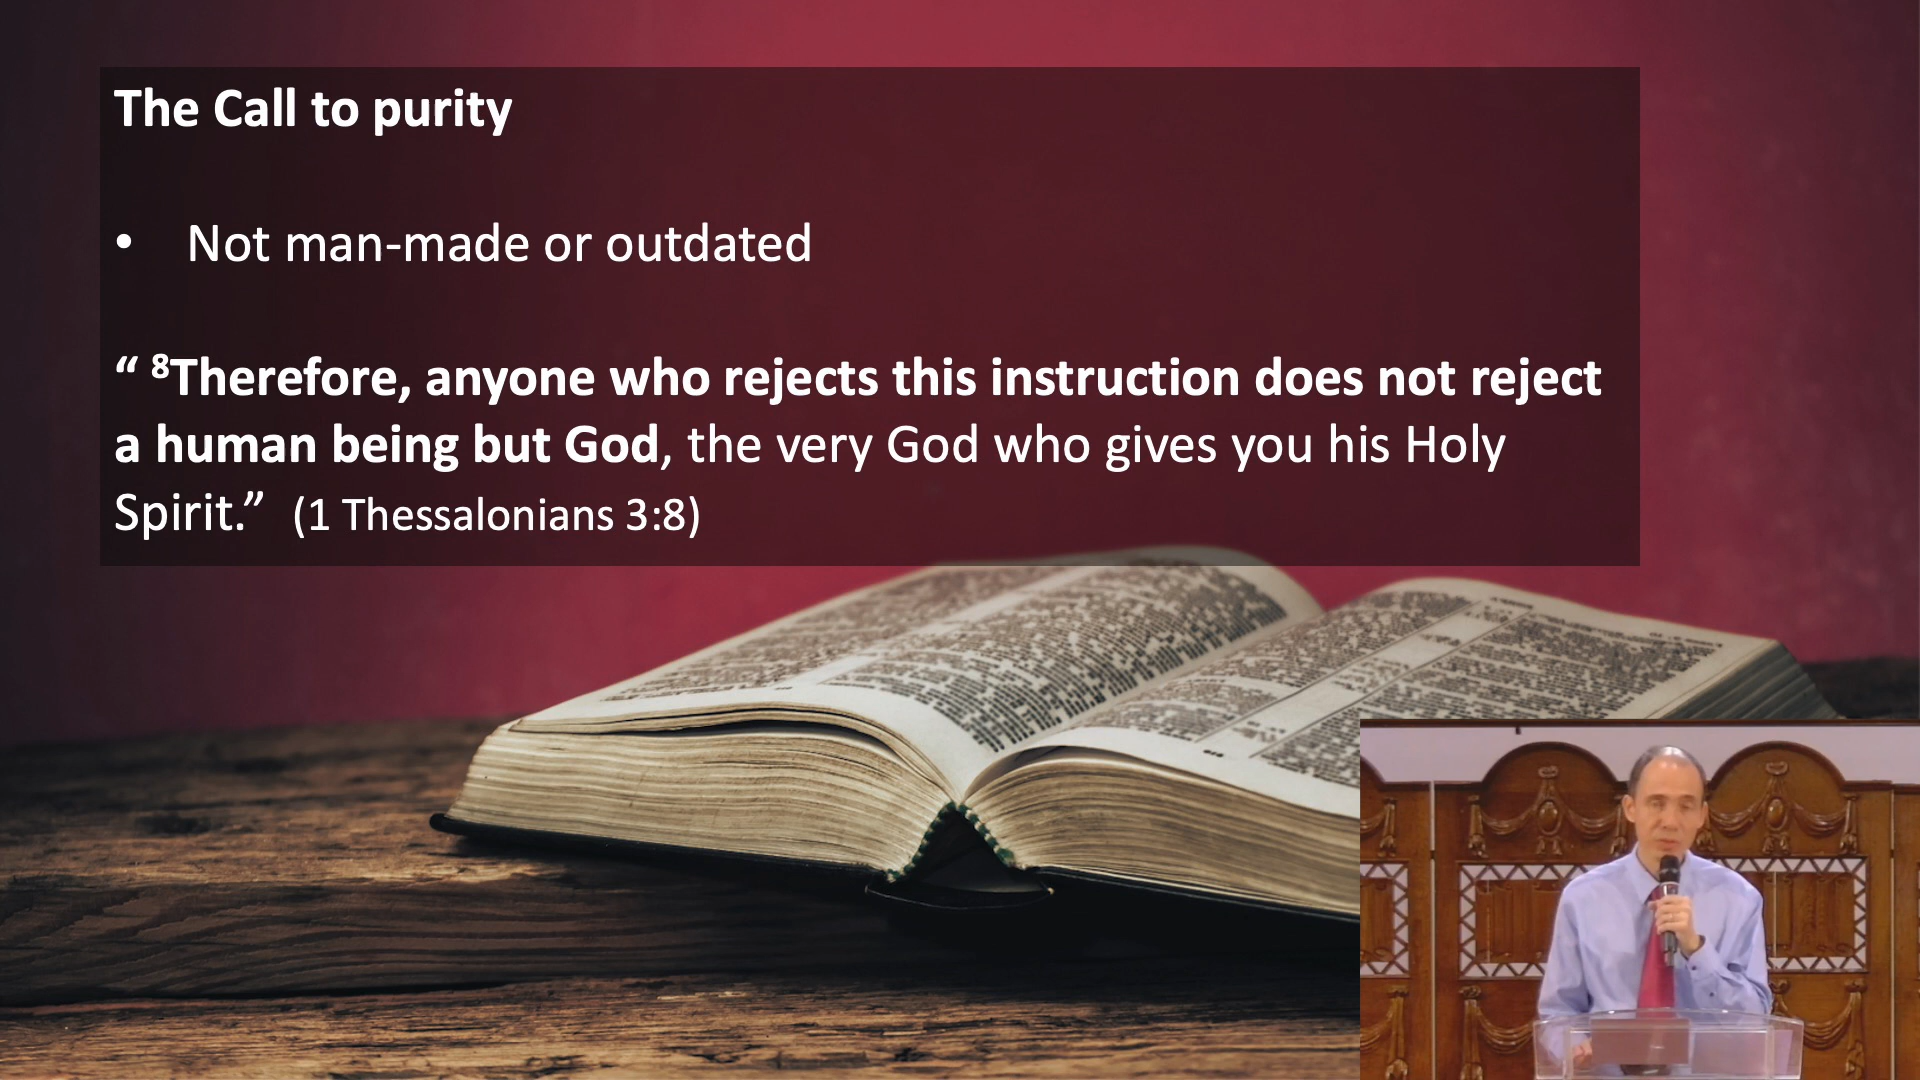 The Call to purity
• Not man-made or outdated
“ ⁸Therefore, anyone who rejects this instruction does not reject
a human being but God, the very God who gives you his Holy
Spirit.” (1 Thessalonians 3:8)